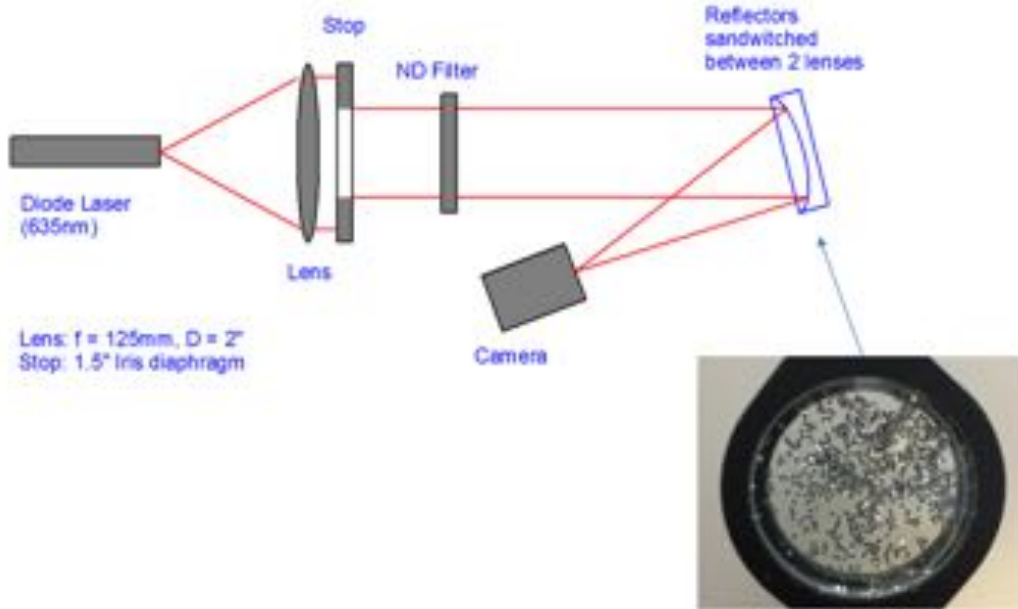 Stop
Reflectors
sandwitched
between 2 lenses
ND Filter
Diode Laser
(635nm)
Lens
Lens: f = 125mm, D = 2"
Stop: 1.5" Iris diaphragm
Camera